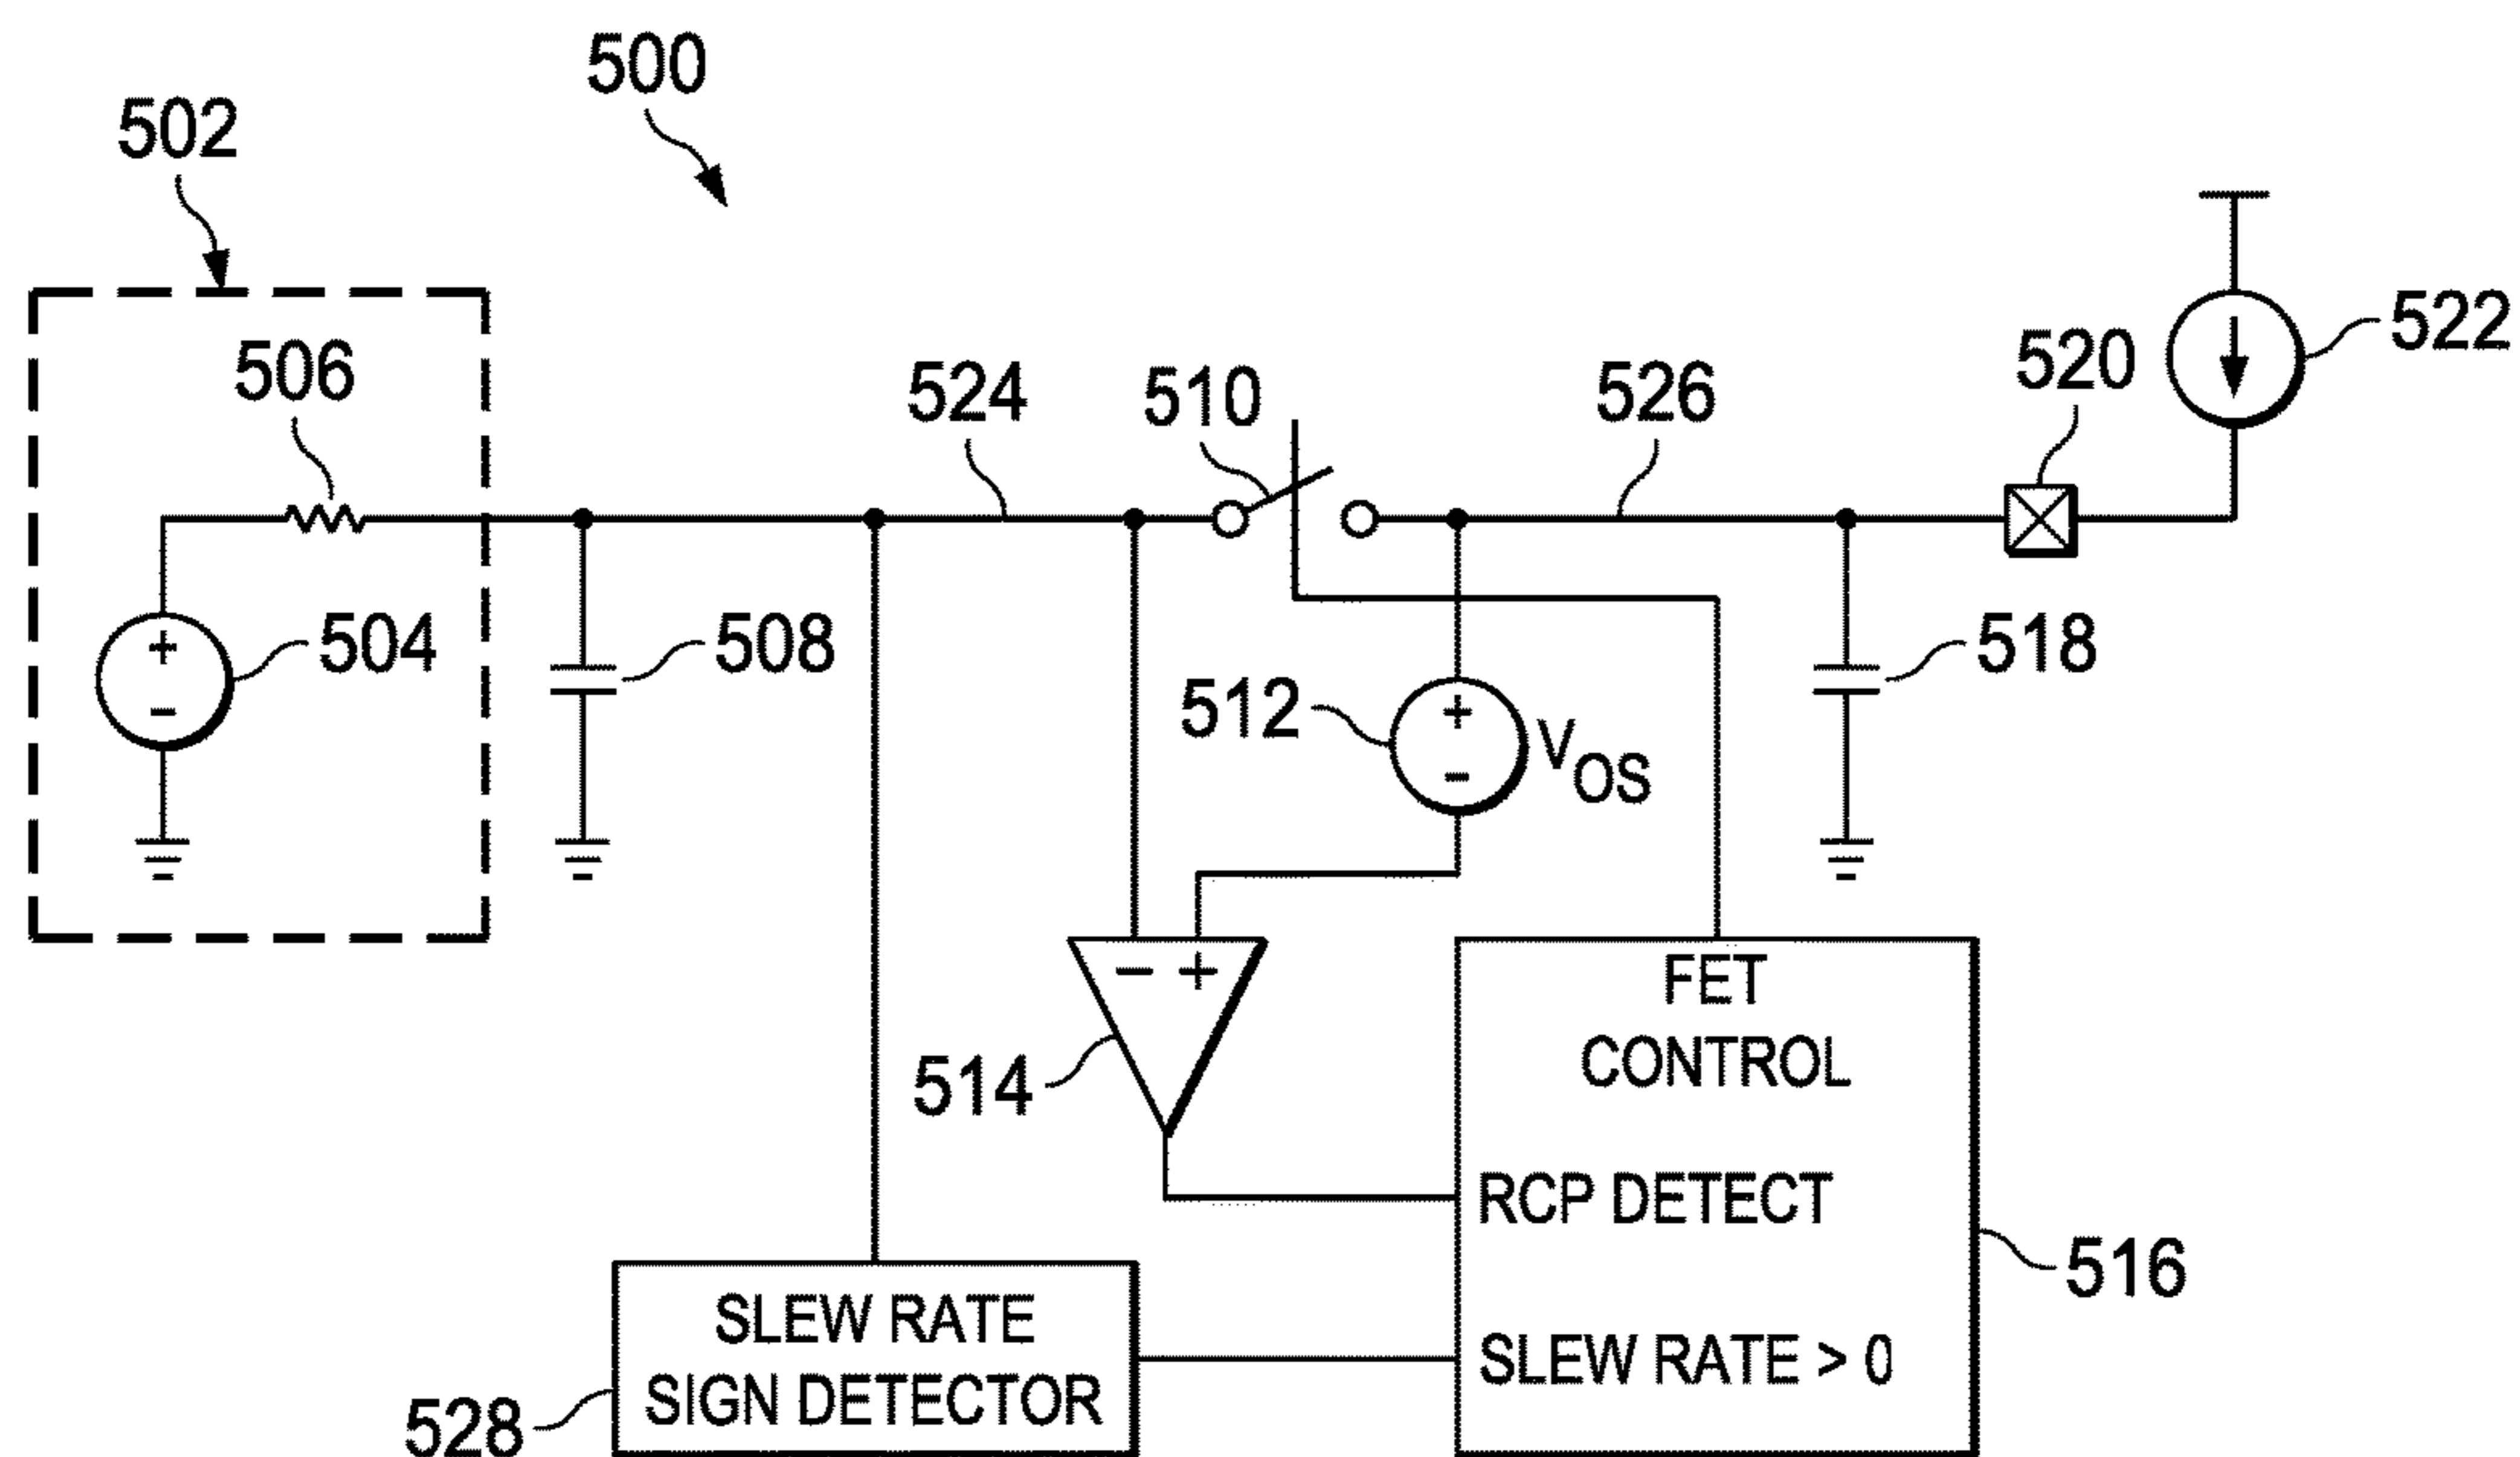 500
502
522
520
506
524
510
526
504
508
518
+
-
512
+
-
VOS
- +
FET
CONTROL
514
RCP DETECT
516
SLEW RATE
SIGN DETECTOR
SLEW RATE > 0
528